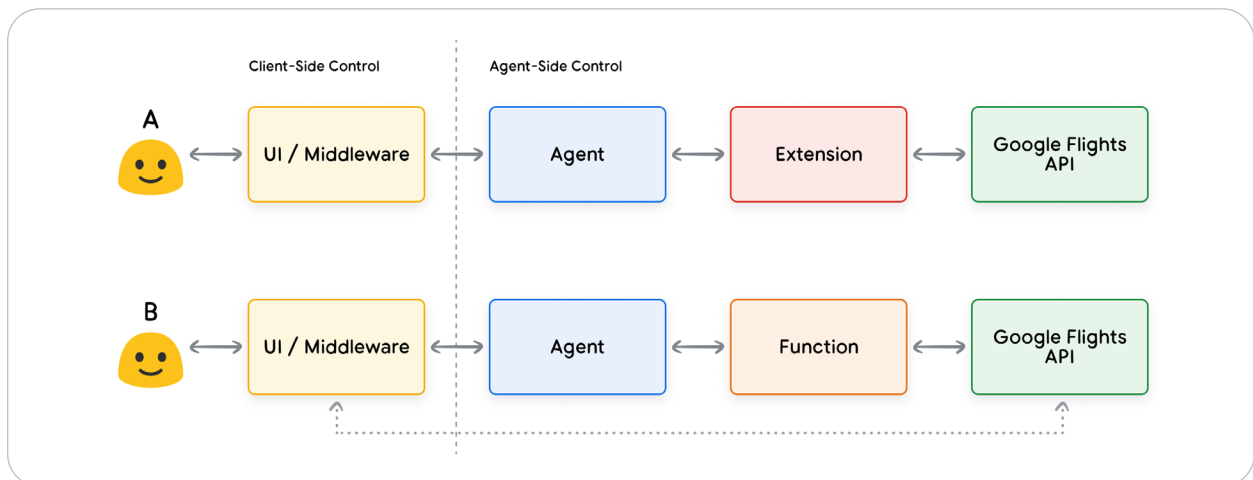 Client-Side Control
Agent-Side Control
A
UI / Middleware
Agent
Extension
Google Flights
API
B
UI / Middleware
Agent
Function
Google Flights
API